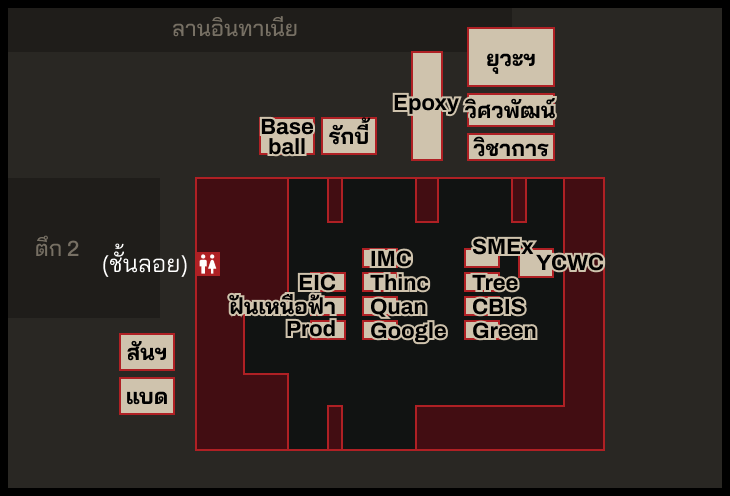 ลานอินทาเนีย
ยุวะฯ
Epoxy
วิศวพัฒน์
Base
ball
รักบี้
วิชาการ
ตึก 2
(ชั้นลอย)
SMEx
IMC
YCWC
EIC
Thinc
Tree
ฝันเหนือฟ้า
Quan
CBIS
Prod
Google
Green
สันฯ
แบด